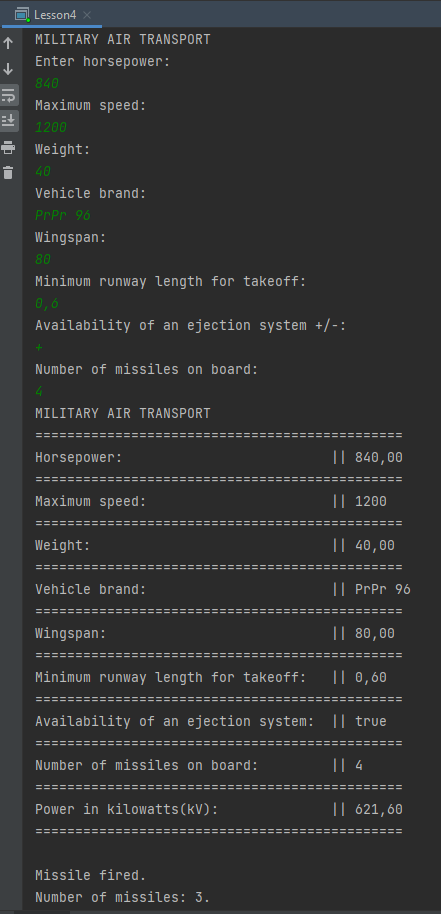 Lesson4
MILITARY AIR TRANSPORT
Enter horsepower:
840
Maximum speed:
1200
Weight:
40
Vehicle brand:
PrPr 96
Wingspan:
80
Minimum runway length for takeoff:
0,6
Availability of an ejection system +/-:
+
Number of missiles on board:
4
MILITARY AIR TRANSPORT
==============================================
Horsepower: || 840,00
==============================================
Maximum speed: || 1200
==============================================
Weight: || 40,00
==============================================
Vehicle brand: || PrPr 96
==============================================
Wingspan: || 80,00
==============================================
Minimum runway length for takeoff: || 0,60
==============================================
Availability of an ejection system: || true
==============================================
Number of missiles on board: || 4
==============================================
Power in kilowatts(kV): || 621,60
==============================================
Missile fired.
Number of missiles: 3.